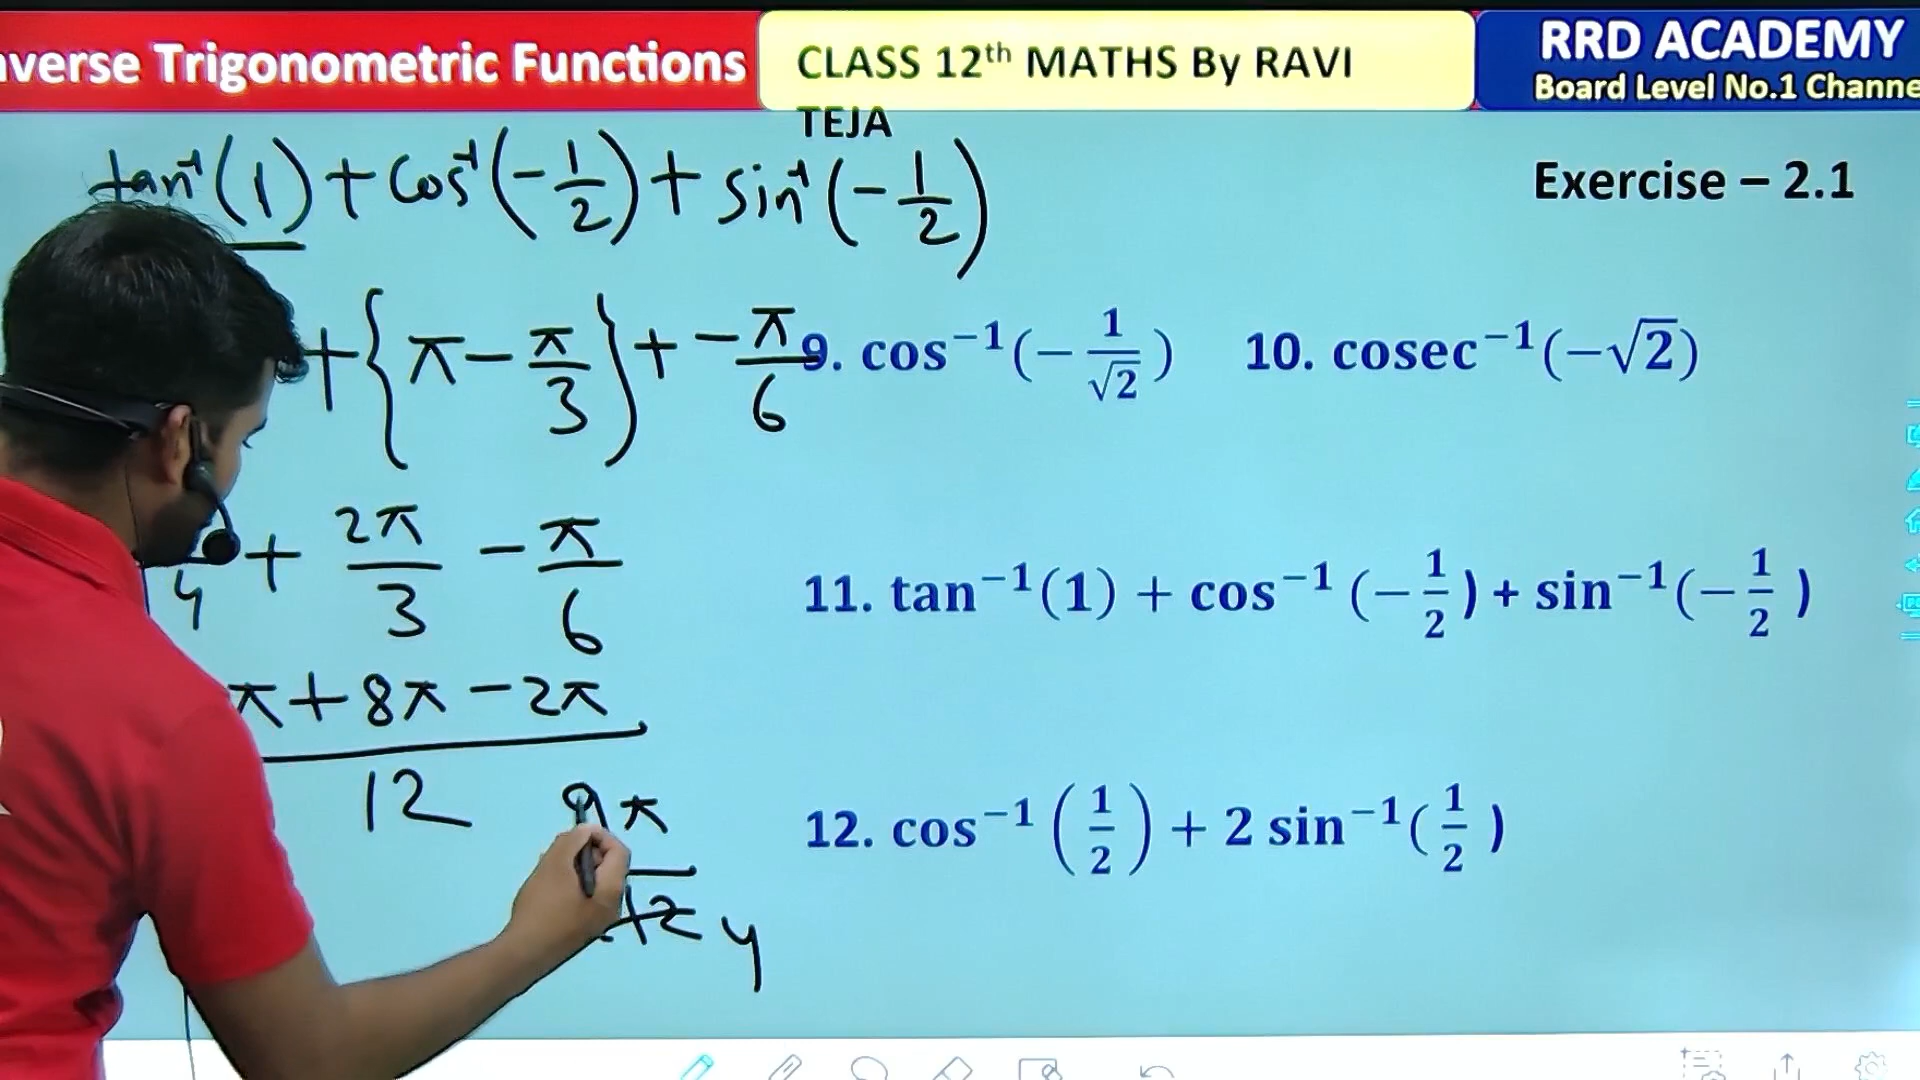 nverse Trigonometric Functions
CLASS 12th MATHS By RAVI
TEJA
RRD ACADEMY
Board Level No.1 Channe
Exercise – 2.1
tan⁻¹(1) + cos⁻¹(-1/2) + sin⁻¹(-1/2)
+ {π - π/3} + -π/6
4 + 2π/3 - π/6
π + 8π - 2π
12
9π
12 4
9. cos⁻¹(−1/√2) 10. cosec⁻¹(−√2)
11. tan⁻¹(1) + cos⁻¹(−1/2) + sin⁻¹(−1/2)
12. cos⁻¹(1/2) + 2 sin⁻¹(1/2)